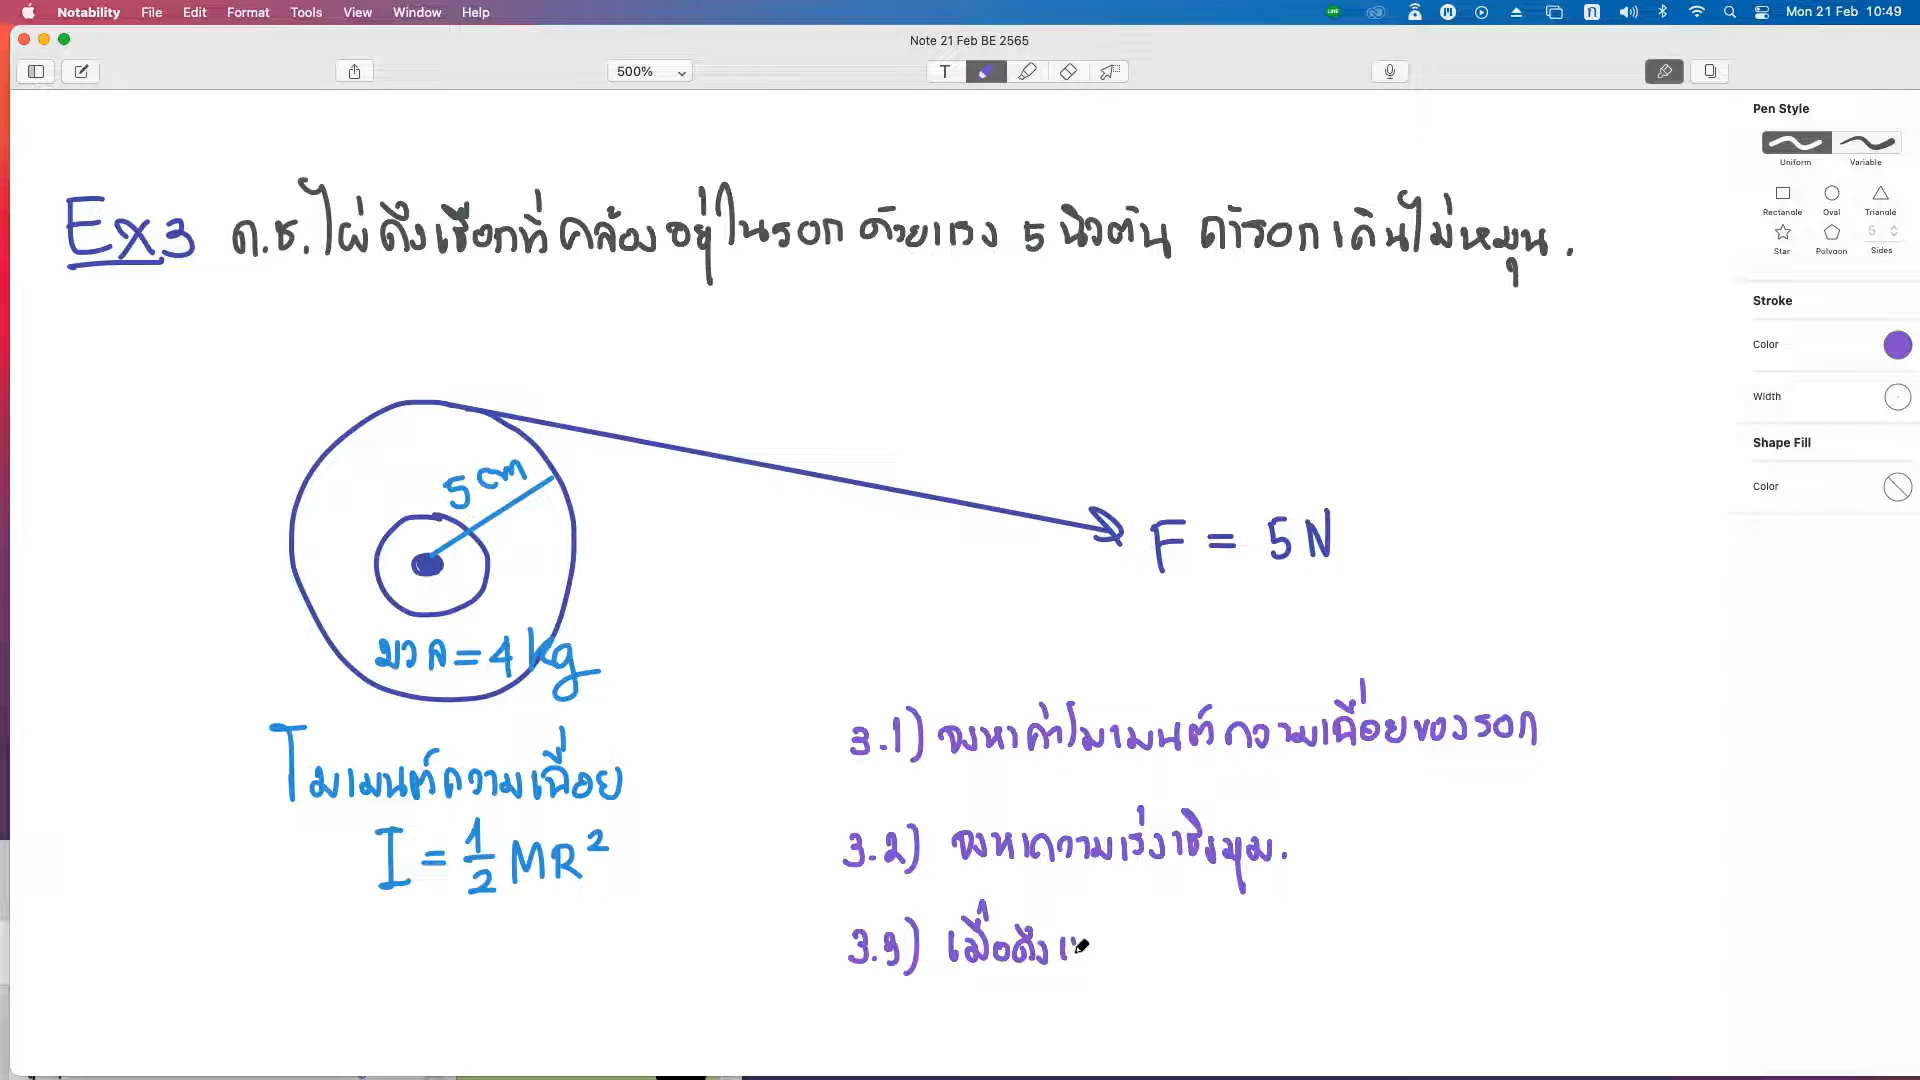 Notability File Edit Format Tools View Window Help Mon 21 Feb 10:49
Note 21 Feb BE 2565
500% T
Pen Style
Uniform Variable
Rectangle Oval Triangle
5
Star Polygon Sides
Stroke
Color
Width
Shape Fill
Color
Ex3 ด.ช. ไผ่ ดึงเชือกที่คล้องอยู่ในรอก ด้วยแรง 5 นิวตัน ถ้ารอกเดิมไม่หมุน.
5 cm
F = 5 N
มวล = 4 kg
โมเมนต์ความเฉื่อย
I = 1/2 MR²
3.1) จงหาค่าโมเมนต์ความเฉื่อยของรอก
3.2) จงหาความเร่งเชิงมุม.
3.3) เมื่อดึง